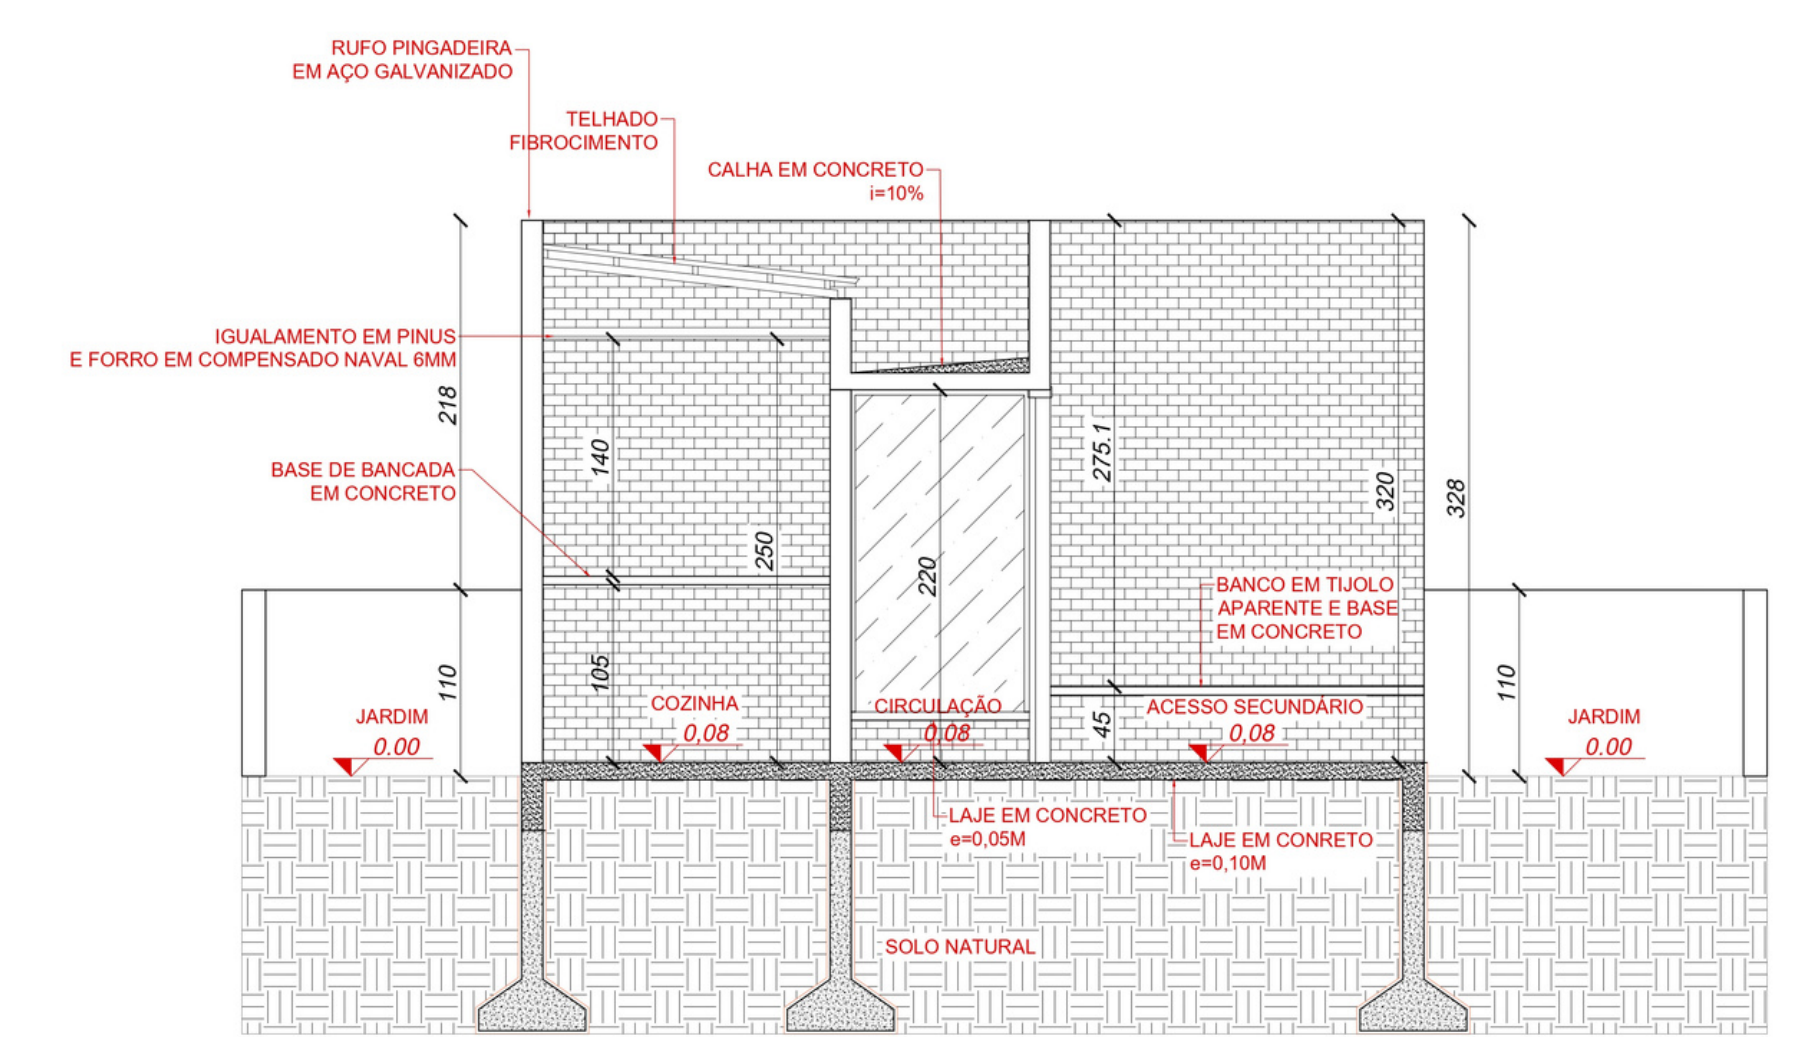 RUFO PINGADEIRA
EM AÇO GALVANIZADO
TELHADO
FIBROCIMENTO
CALHA EM CONCRETO
i=10%
IGUALAMENTO EM PINUS
E FORRO EM COMPENSADO NAVAL 6MM
218
140
275.1
320
328
BASE DE BANCADA
EM CONCRETO
250
220
BANCO EM TIJOLO
APARENTE E BASE
EM CONCRETO
110
105
45
110
JARDIM
0.00
COZINHA
0,08
CIRCULAÇÃO
0,08
ACESSO SECUNDÁRIO
0,08
JARDIM
0.00
LAJE EM CONCRETO
e=0,05M
LAJE EM CONRETO
e=0,10M
SOLO NATURAL